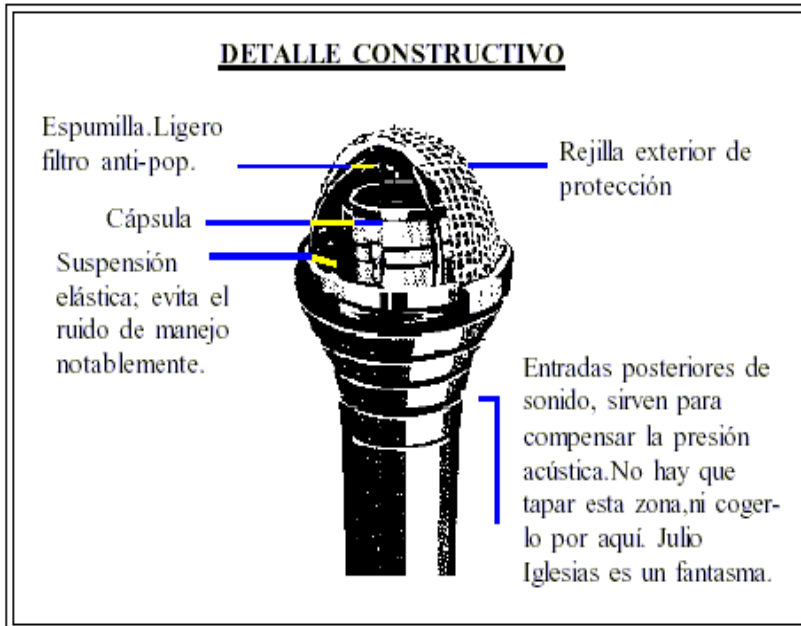 DETALLE CONSTRUCTIVO
Espumilla.Ligero
filtro anti-pop.
Cápsula
Suspensión
elástica; evita el
ruido de manejo
notablemente.
Rejilla exterior de
protección
Entradas posteriores de
sonido, sirven para
compensar la presión
acústica.No hay que
tapar esta zona,ni coger-
lo por aquí. Julio
Iglesias es un fantasma.